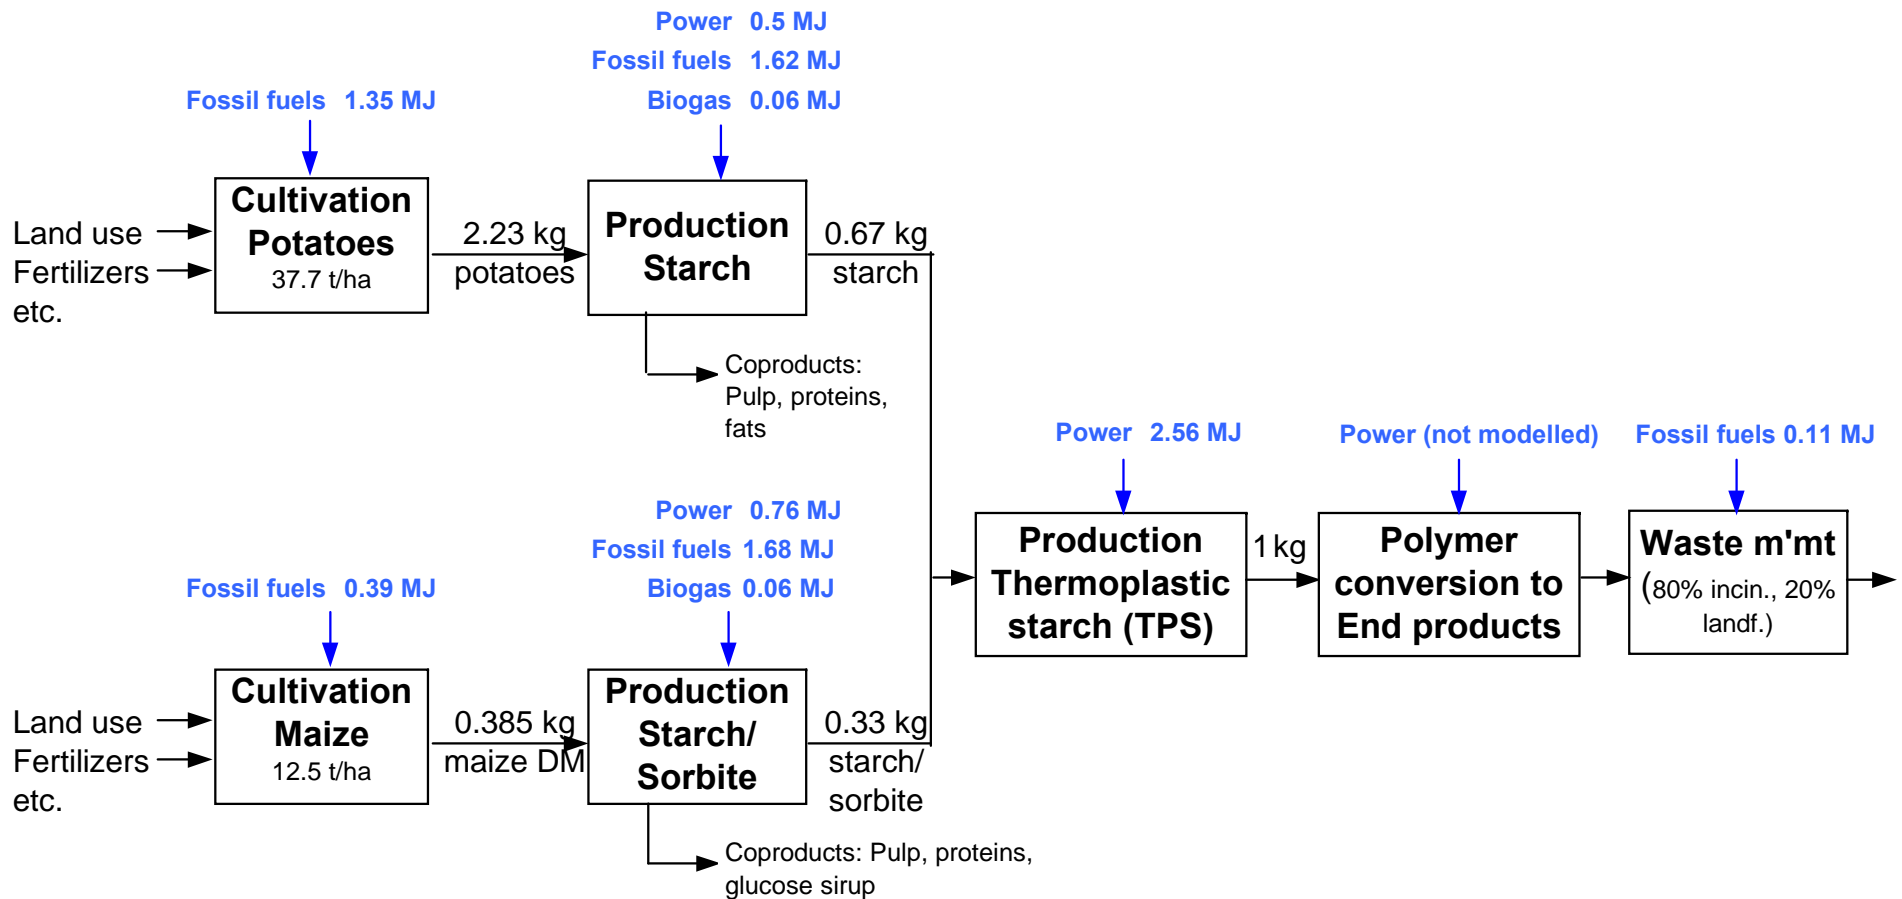 Power 0.5 MJ
Fossil fuels 1.62 MJ
Biogas 0.06 MJ
Fossil fuels 1.35 MJ
Land use
Fertilizers
etc.
Cultivation
Potatoes
37.7 t/ha
2.23 kg
potatoes
Production
Starch
0.67 kg
starch
Coproducts:
Pulp, proteins,
fats
Power 0.76 MJ
Fossil fuels 1.68 MJ
Biogas 0.06 MJ
Fossil fuels 0.39 MJ
Land use
Fertilizers
etc.
Cultivation
Maize
12.5 t/ha
0.385 kg
maize DM
Production
Starch/
Sorbite
0.33 kg
starch/
sorbite
Coproducts: Pulp, proteins,
glucose sirup
Power 2.56 MJ
Production
Thermoplastic
starch (TPS)
1 kg
Power (not modelled)
Polymer
conversion to
End products
Fossil fuels 0.11 MJ
Waste m'mt
(80% incin., 20%
landf.)